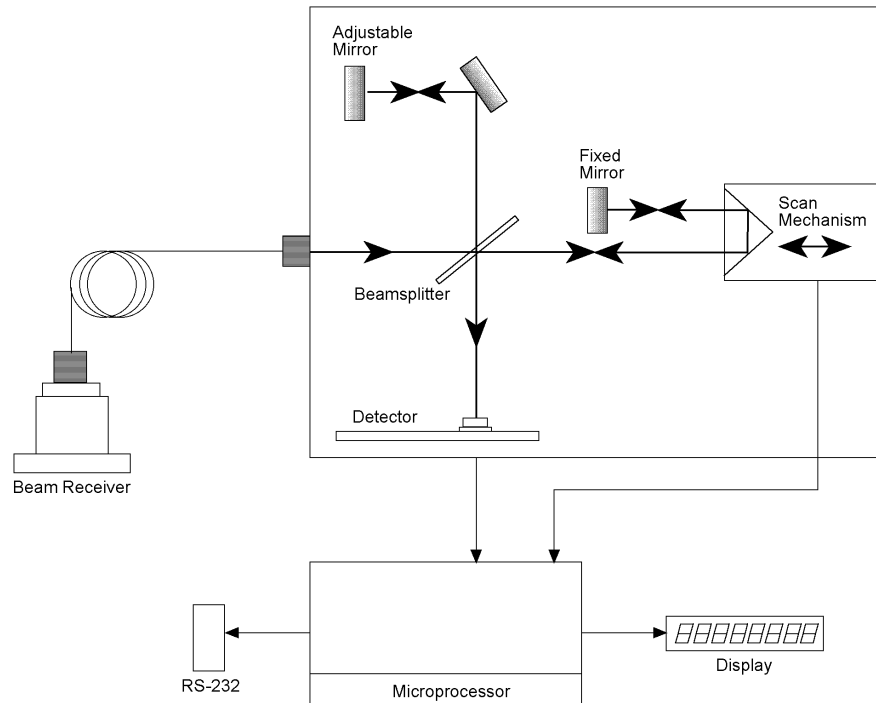 Adjustable
Mirror
Fixed
Mirror
Scan
Mechanism
Beamsplitter
Detector
Beam Receiver
RS-232
Microprocessor
Display